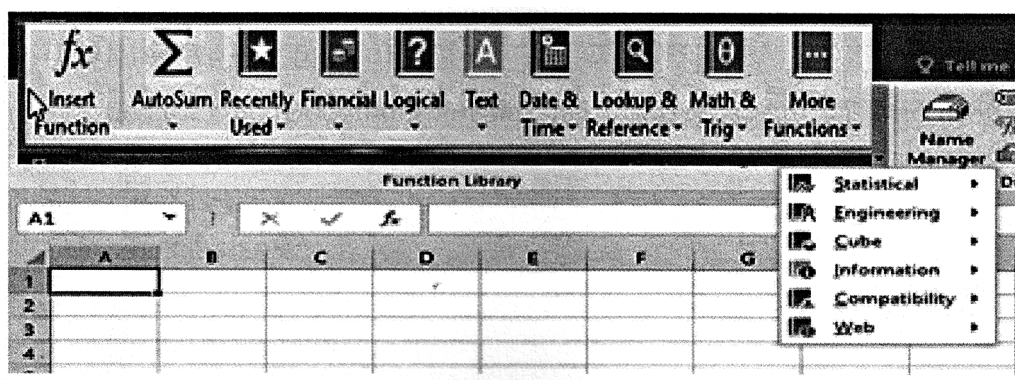 Tell me
fx Σ ? A θ ...
Insert AutoSum Recently Financial Logical Text Date & Lookup & Math & More
Function Used Time Reference Trig Functions
Name
Manager
Function Library
Statistical
A1 fx
Engineering
Cube
A B C D E F G
Information
1
Compatibility
2
Web
3
4